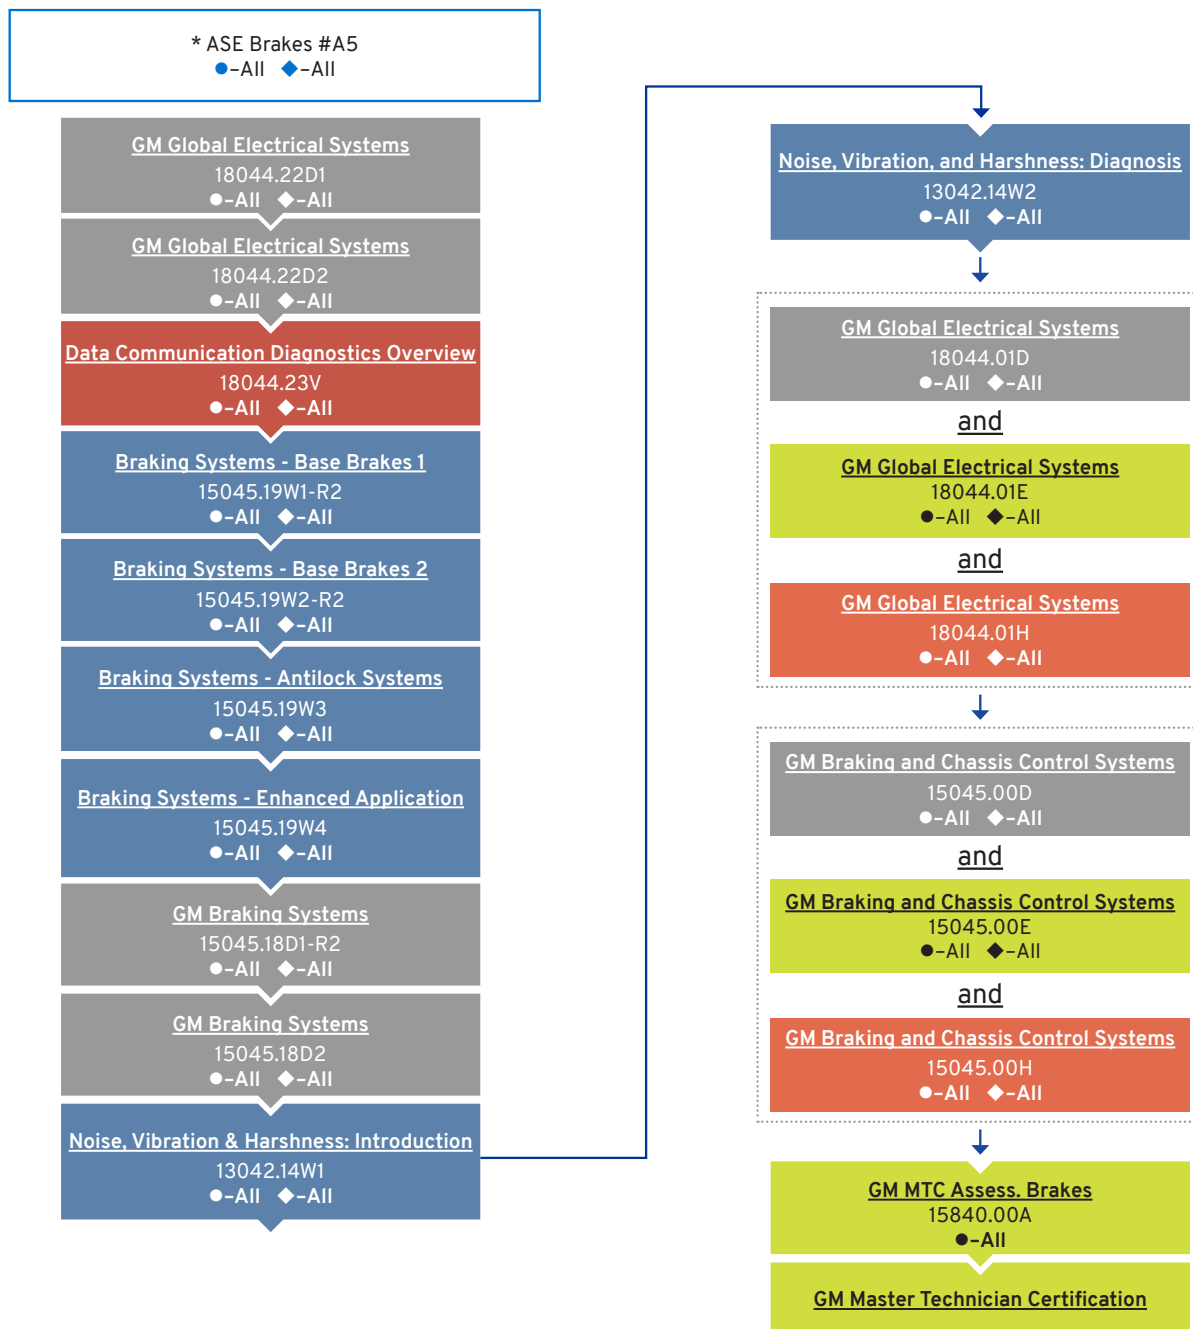 * ASE Brakes #A5
●–All ◆–All
GM Global Electrical Systems
18044.22D1
●–All ◆–All
GM Global Electrical Systems
18044.22D2
●–All ◆–All
Data Communication Diagnostics Overview
18044.23V
●–All ◆–All
Braking Systems - Base Brakes 1
15045.19W1-R2
●–All ◆–All
Braking Systems - Base Brakes 2
15045.19W2-R2
●–All ◆–All
Braking Systems - Antilock Systems
15045.19W3
●–All ◆–All
Braking Systems - Enhanced Application
15045.19W4
●–All ◆–All
GM Braking Systems
15045.18D1-R2
●–All ◆–All
GM Braking Systems
15045.18D2
●–All ◆–All
Noise, Vibration & Harshness: Introduction
13042.14W1
●–All ◆–All
Noise, Vibration, and Harshness: Diagnosis
13042.14W2
●–All ◆–All
GM Global Electrical Systems
18044.01D
●–All ◆–All
and
GM Global Electrical Systems
18044.01E
●–All ◆–All
and
GM Global Electrical Systems
18044.01H
●–All ◆–All
GM Braking and Chassis Control Systems
15045.00D
●–All ◆–All
and
GM Braking and Chassis Control Systems
15045.00E
●–All ◆–All
and
GM Braking and Chassis Control Systems
15045.00H
●–All ◆–All
GM MTC Assess. Brakes
15840.00A
●–All
GM Master Technician Certification